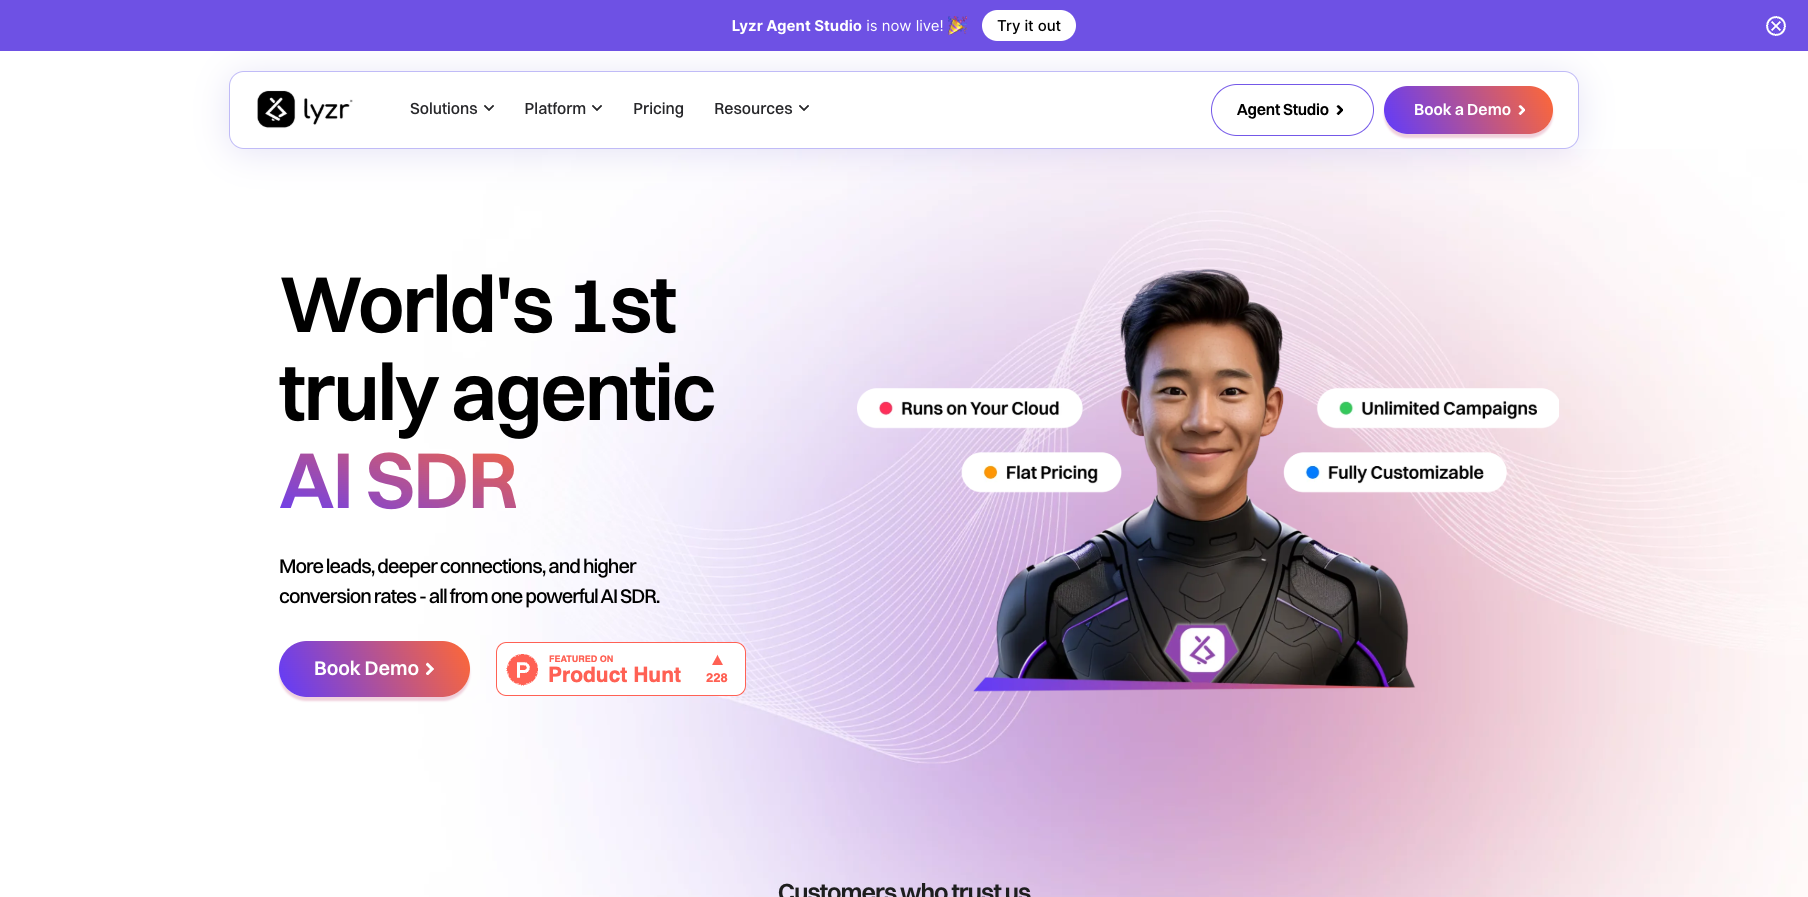 Lyzr Agent Studio is now live! 🎉 Try it out
lyzr
Solutions
Platform
Pricing
Resources
Agent Studio
Book a Demo
World's 1st
truly agentic
AI SDR
More leads, deeper connections, and higher
conversion rates - all from one powerful AI SDR.
Book Demo
P
FEATURED ON
Product Hunt
228
Runs on Your Cloud
Unlimited Campaigns
Flat Pricing
Fully Customizable
Customers who trust us